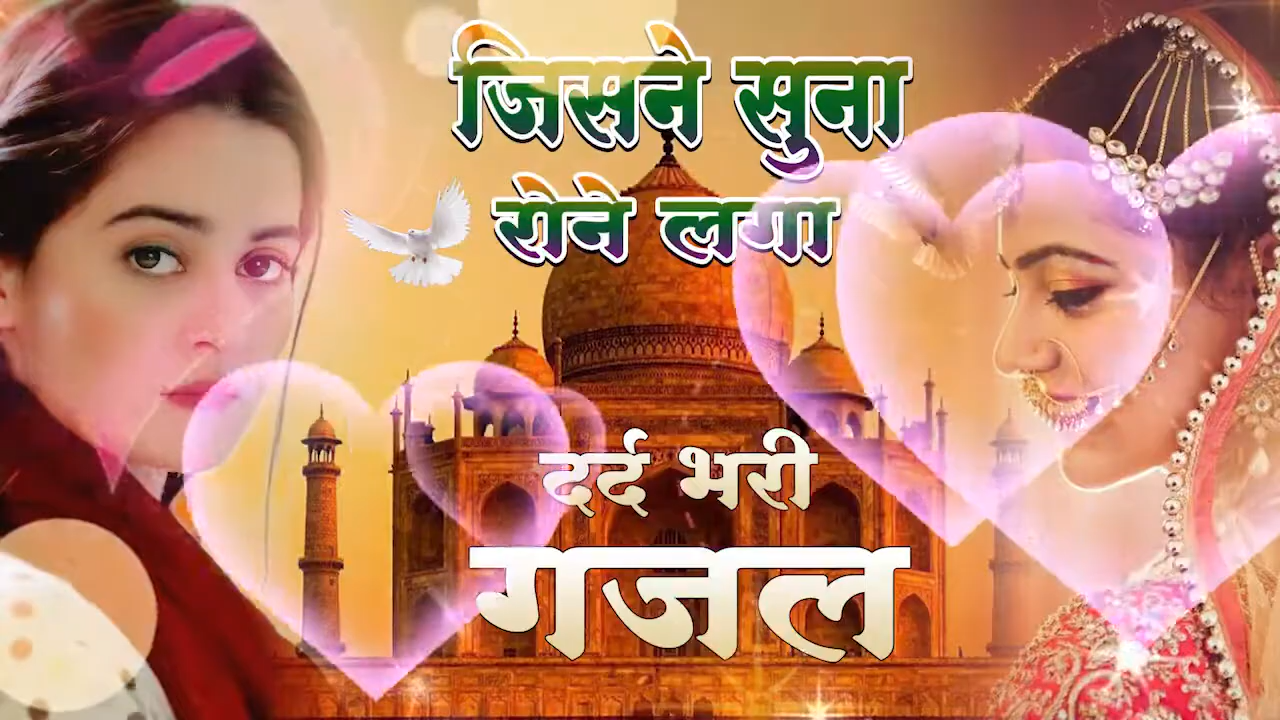 जिसने सुना
रोने लगा
दर्द भरी
गजल